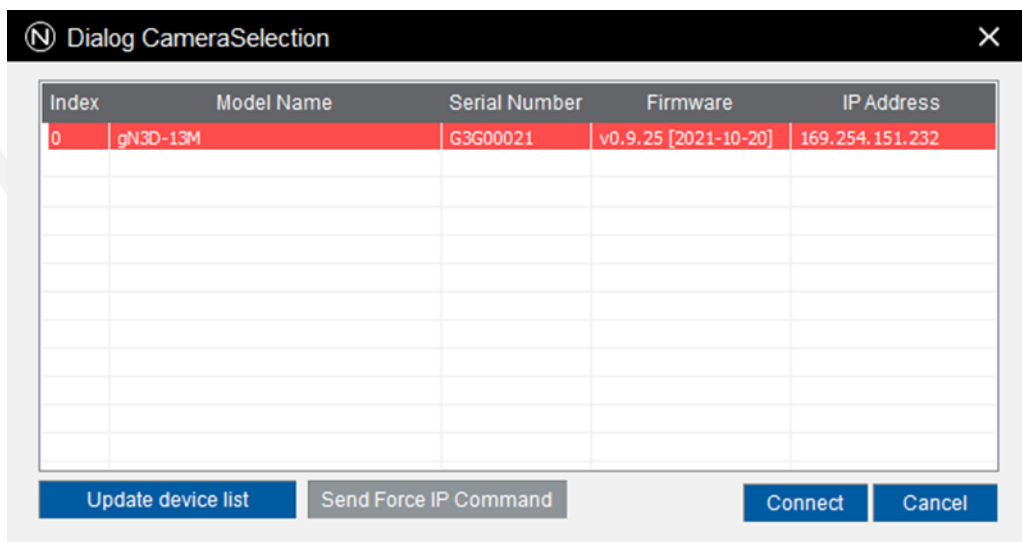 N Dialog CameraSelection
Index Model Name Serial Number Firmware IP Address
0 gN3D-13M G3G00021 v0.9.25 [2021-10-20] 169.254.151.232
Update device list Send Force IP Command Connect Cancel